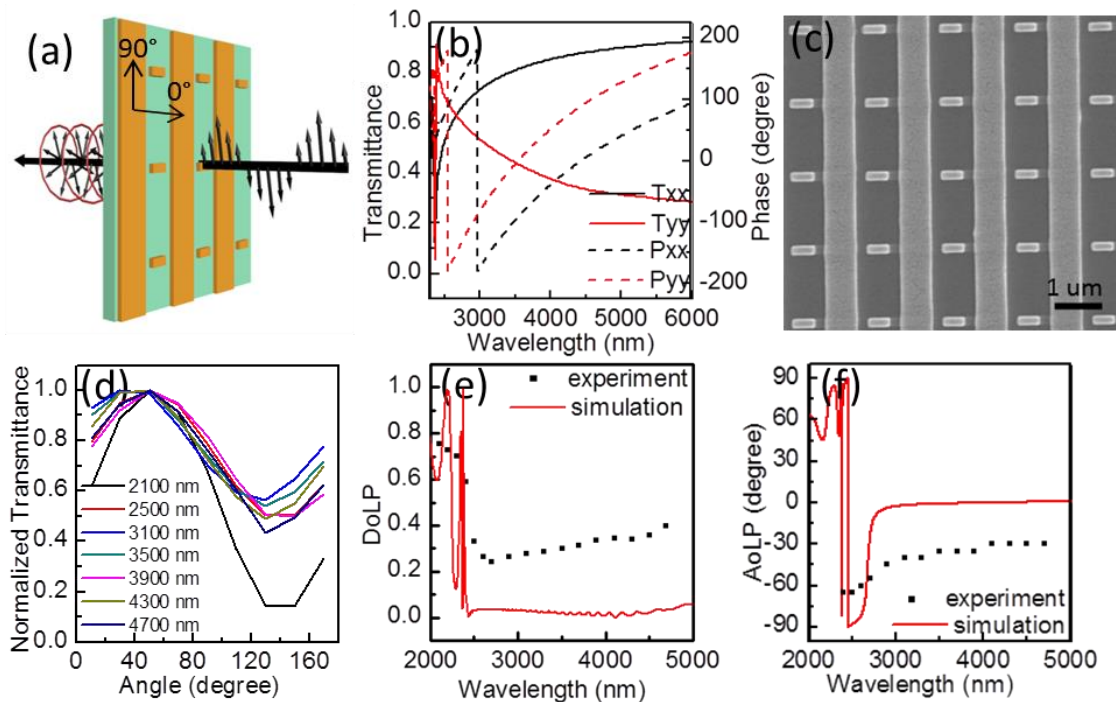 (a)
90°
0°
(b)
Transmittance
1.0
0.8
0.6
0.4
0.2
0.0
3000 4000 5000 6000
Wavelength (nm)
200
100
0
-100
-200
Phase (degree)
Txx
Tyy
Pxx
Pyy
(c)
1 um
(d)
Normalized Transmittance
1.0
0.8
0.6
0.4
0.2
0.0
0 40 80 120 160
Angle (degree)
2100 nm
2500 nm
3100 nm
3500 nm
3900 nm
4300 nm
4700 nm
(e)
DoLP
1.0
0.8
0.6
0.4
0.2
0.0
2000 3000 4000 5000
Wavelength (nm)
experiment
simulation
(f)
AoLP (degree)
90
60
30
0
-30
-60
-90
2000 3000 4000 5000
Wavelength (nm)
experiment
simulation